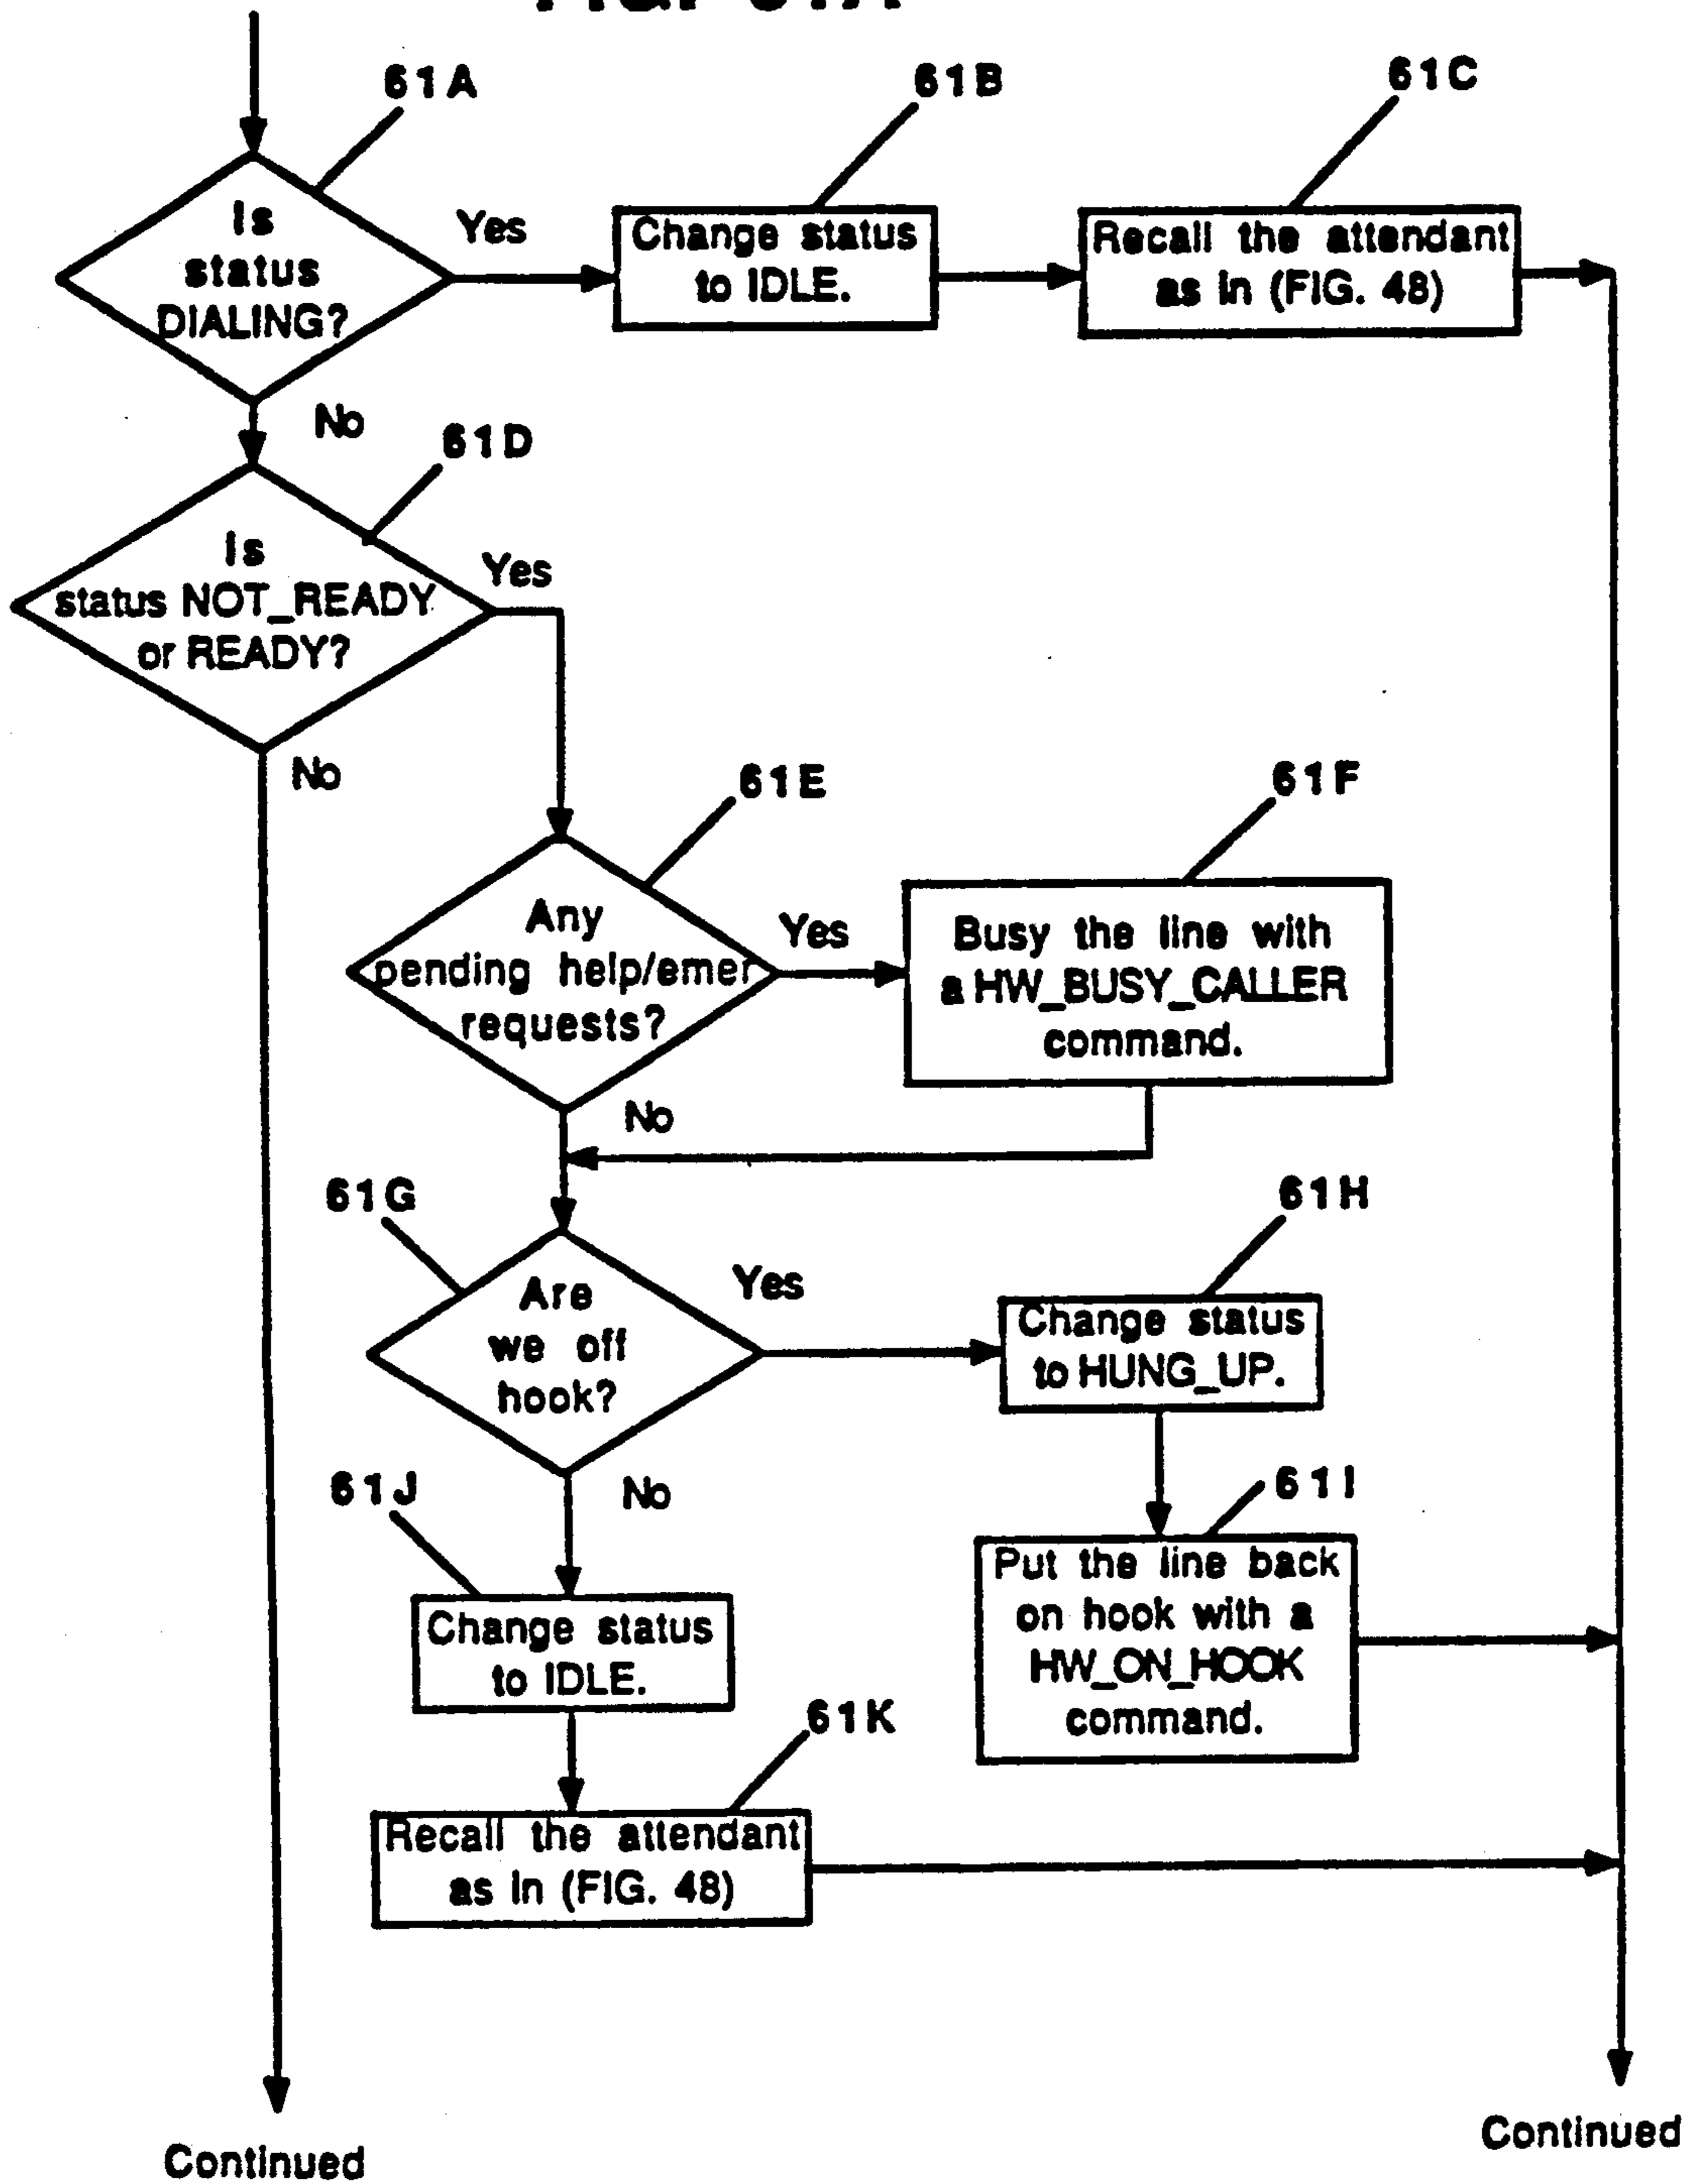 61A
61B
61C
Is
status
DIALING?
Yes
Change status
to IDLE.
Recall the attendant
as in (FIG. 48)
No
61D
Is
status NOT_READY
or READY?
Yes
No
61E
61F
Any
pending help/emer
requests?
Yes
Busy the line with
a HW_BUSY_CALLER
command.
No
61G
61H
Are
we off
hook?
Yes
Change status
to HUNG_UP.
No
61J
61I
Change status
to IDLE.
Put the line back
on hook with a
HW_ON_HOOK
command.
61K
Recall the attendant
as in (FIG. 48)
Continued
Continued